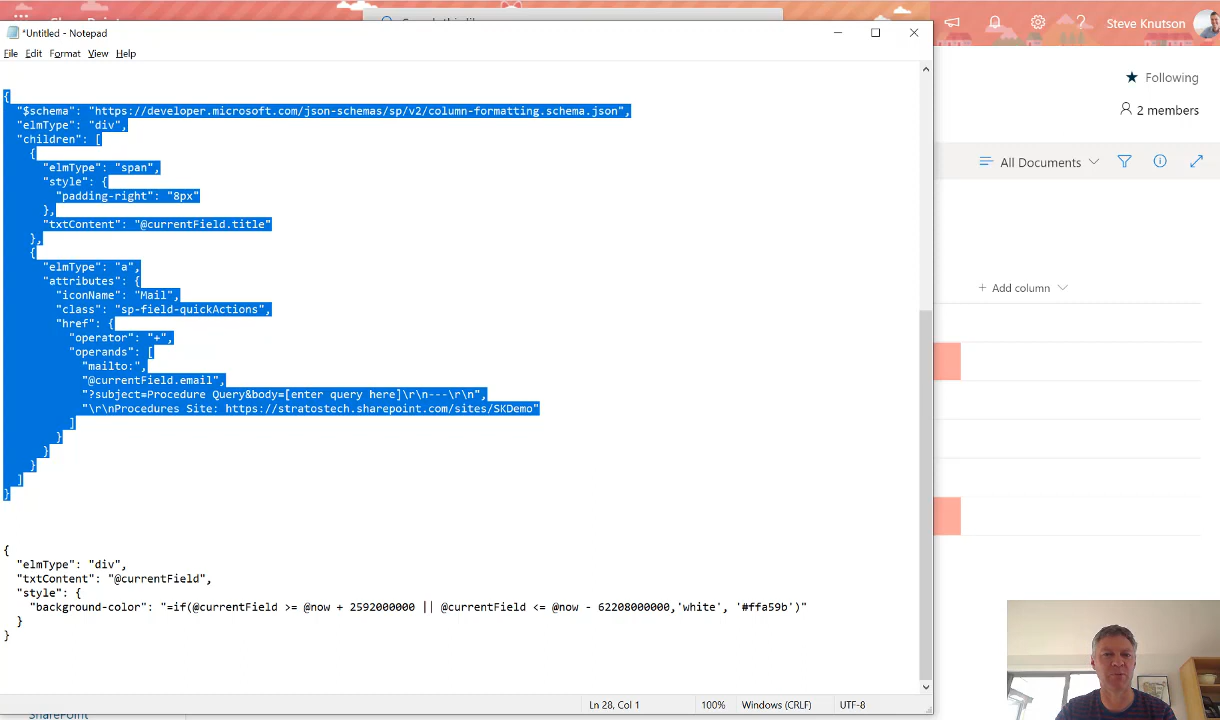 *Untitled - Notepad
File Edit Format View Help
{
"$schema": "https://developer.microsoft.com/json-schemas/sp/v2/column-formatting.schema.json",
"elmType": "div",
"children": [
{
"elmType": "span",
"style": {
"padding-right": "8px"
},
"txtContent": "@currentField.title"
},
{
"elmType": "a",
"attributes": {
"iconName": "Mail",
"class": "sp-field-quickActions",
"href": {
"operator": "+",
"operands": [
"mailto:",
"@currentField.email",
"?subject=Procedure Query&body=[enter query here]\r\n---\r\n",
"\r\nProcedures Site: https://stratostech.sharepoint.com/sites/SKDemo"
]
}
}
}
]
}
{
"elmType": "div",
"txtContent": "@currentField",
"style": {
"background-color": "=if(@currentField >= @now + 2592000000 || @currentField <= @now - 62208000000,'white', '#ffa59b')"
}
}
Ln 28, Col 1
100%
Windows (CRLF)
UTF-8
Steve Knutson
Following
2 members
All Documents
+ Add column
SharePoint